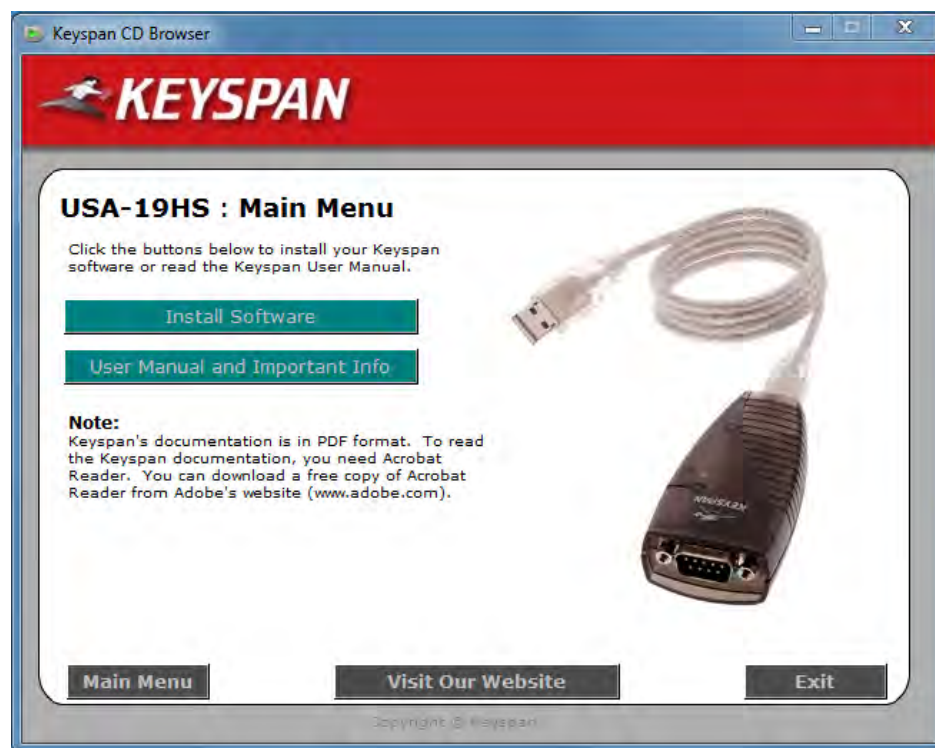 Keyspan CD Browser
KEYSPAN
USA-19HS : Main Menu
Click the buttons below to install your Keyspan
software or read the Keyspan User Manual.
Install Software
User Manual and Important Info
Note:
Keyspan's documentation is in PDF format. To read
the Keyspan documentation, you need Acrobat
Reader. You can download a free copy of Acrobat
Reader from Adobe's website (www.adobe.com).
KEYSPAN
Main Menu
Visit Our Website
Exit
Copyright © Keyspan